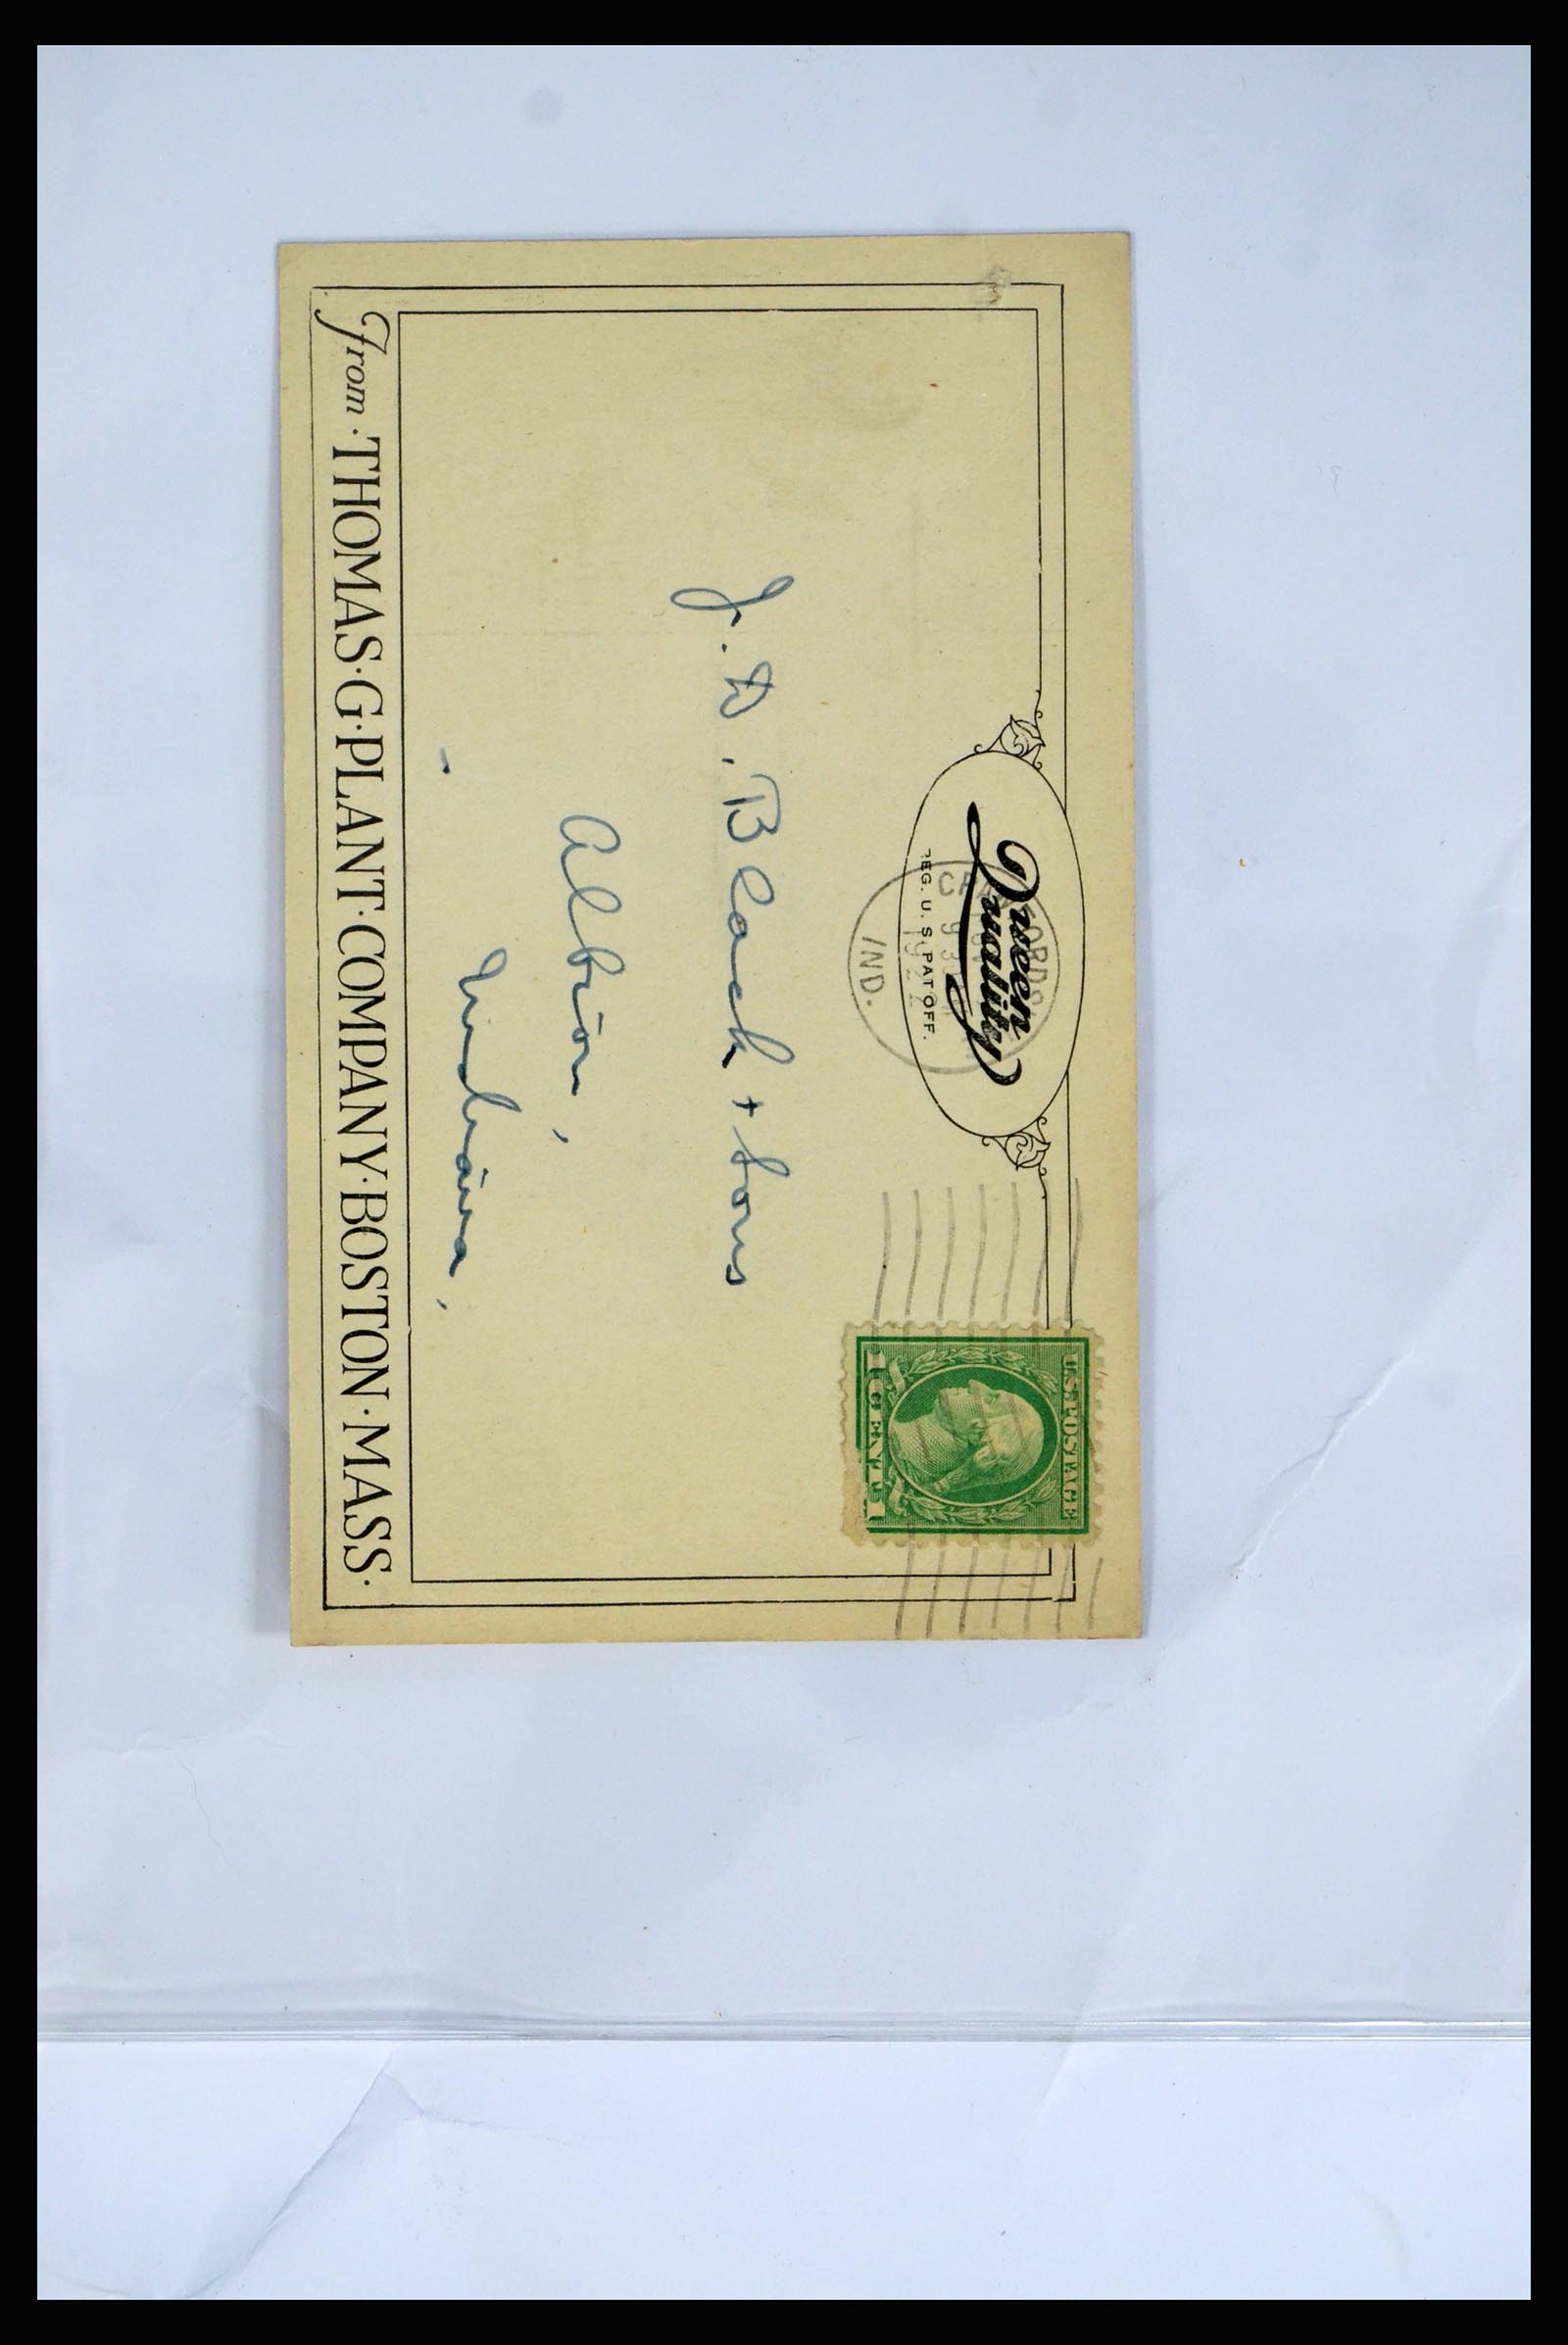 Queen
Quality
REG. U. S. PAT OFF.
IND.
1922
U.S. POSTAGE
1 CENT 1
J. D. Black + Sons
Albion,
Indiana.
From · THOMAS · G · PLANT · COMPANY · BOSTON · MASS ·